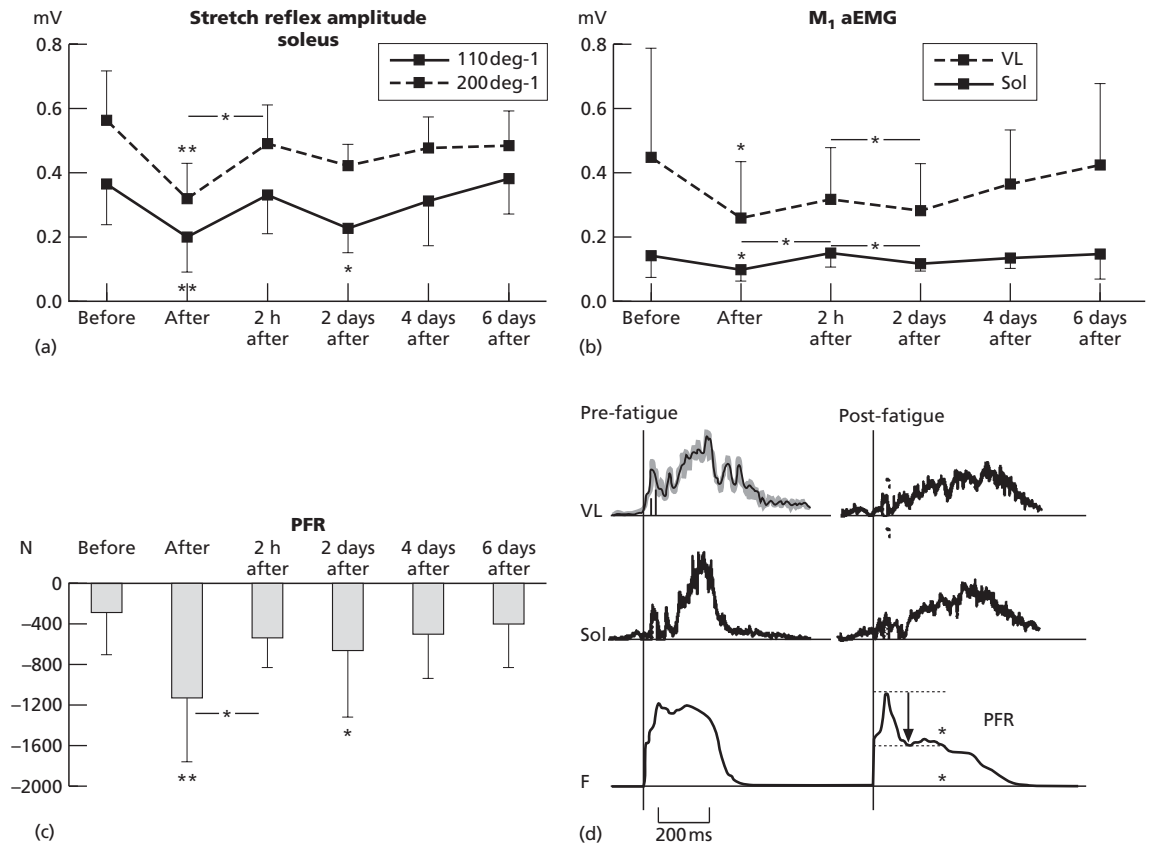 mV
Stretch reflex amplitude
soleus
110 deg-1
200 deg-1
0.8
0.6
0.4
0.2
0.0
*
**
*
**
Before
After
2 h
after
2 days
after
4 days
after
6 days
after
(a)
mV
M1 aEMG
VL
Sol
0.8
0.6
0.4
0.2
0.0
*
*
*
*
*
Before
After
2 h
after
2 days
after
4 days
after
6 days
after
(b)
PFR
N
Before
After
2 h
after
2 days
after
4 days
after
6 days
after
0
–400
–800
–1200
–1600
–2000
*
*
**
(c)
Pre-fatigue
Post-fatigue
VL
Sol
PFR
*
*
F
200 ms
(d)